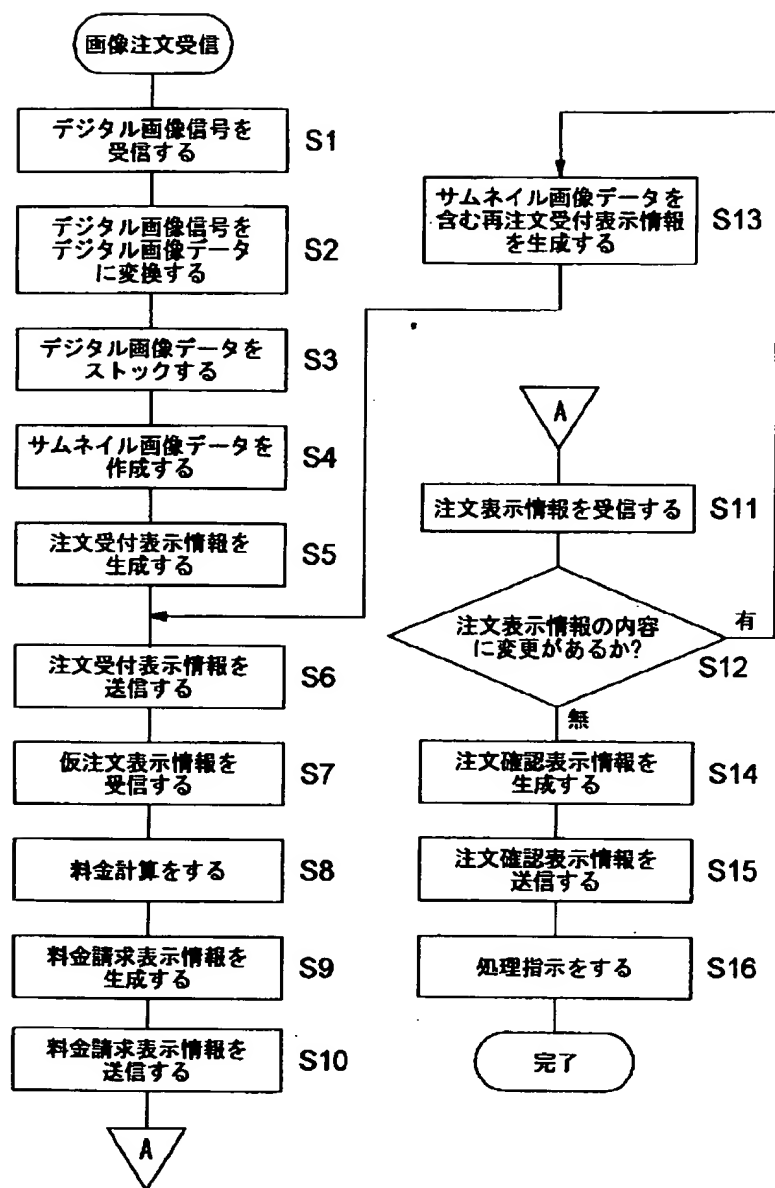 画像注文受信
デジタル画像信号を
受信する
S1
デジタル画像信号を
デジタル画像データ
に変換する
S2
デジタル画像データを
ストックする
S3
サムネイル画像データを
作成する
S4
注文受付表示情報を
生成する
S5
注文受付表示情報を
送信する
S6
仮注文表示情報を
受信する
S7
料金計算をする
S8
料金請求表示情報を
生成する
S9
料金請求表示情報を
送信する
S10
A
サムネイル画像データを
含む再注文受付表示情報
を生成する
S13
A
注文表示情報を受信する
S11
注文表示情報の内容
に変更があるか?
有
S12
無
注文確認表示情報を
生成する
S14
注文確認表示情報を
送信する
S15
処理指示をする
S16
完了